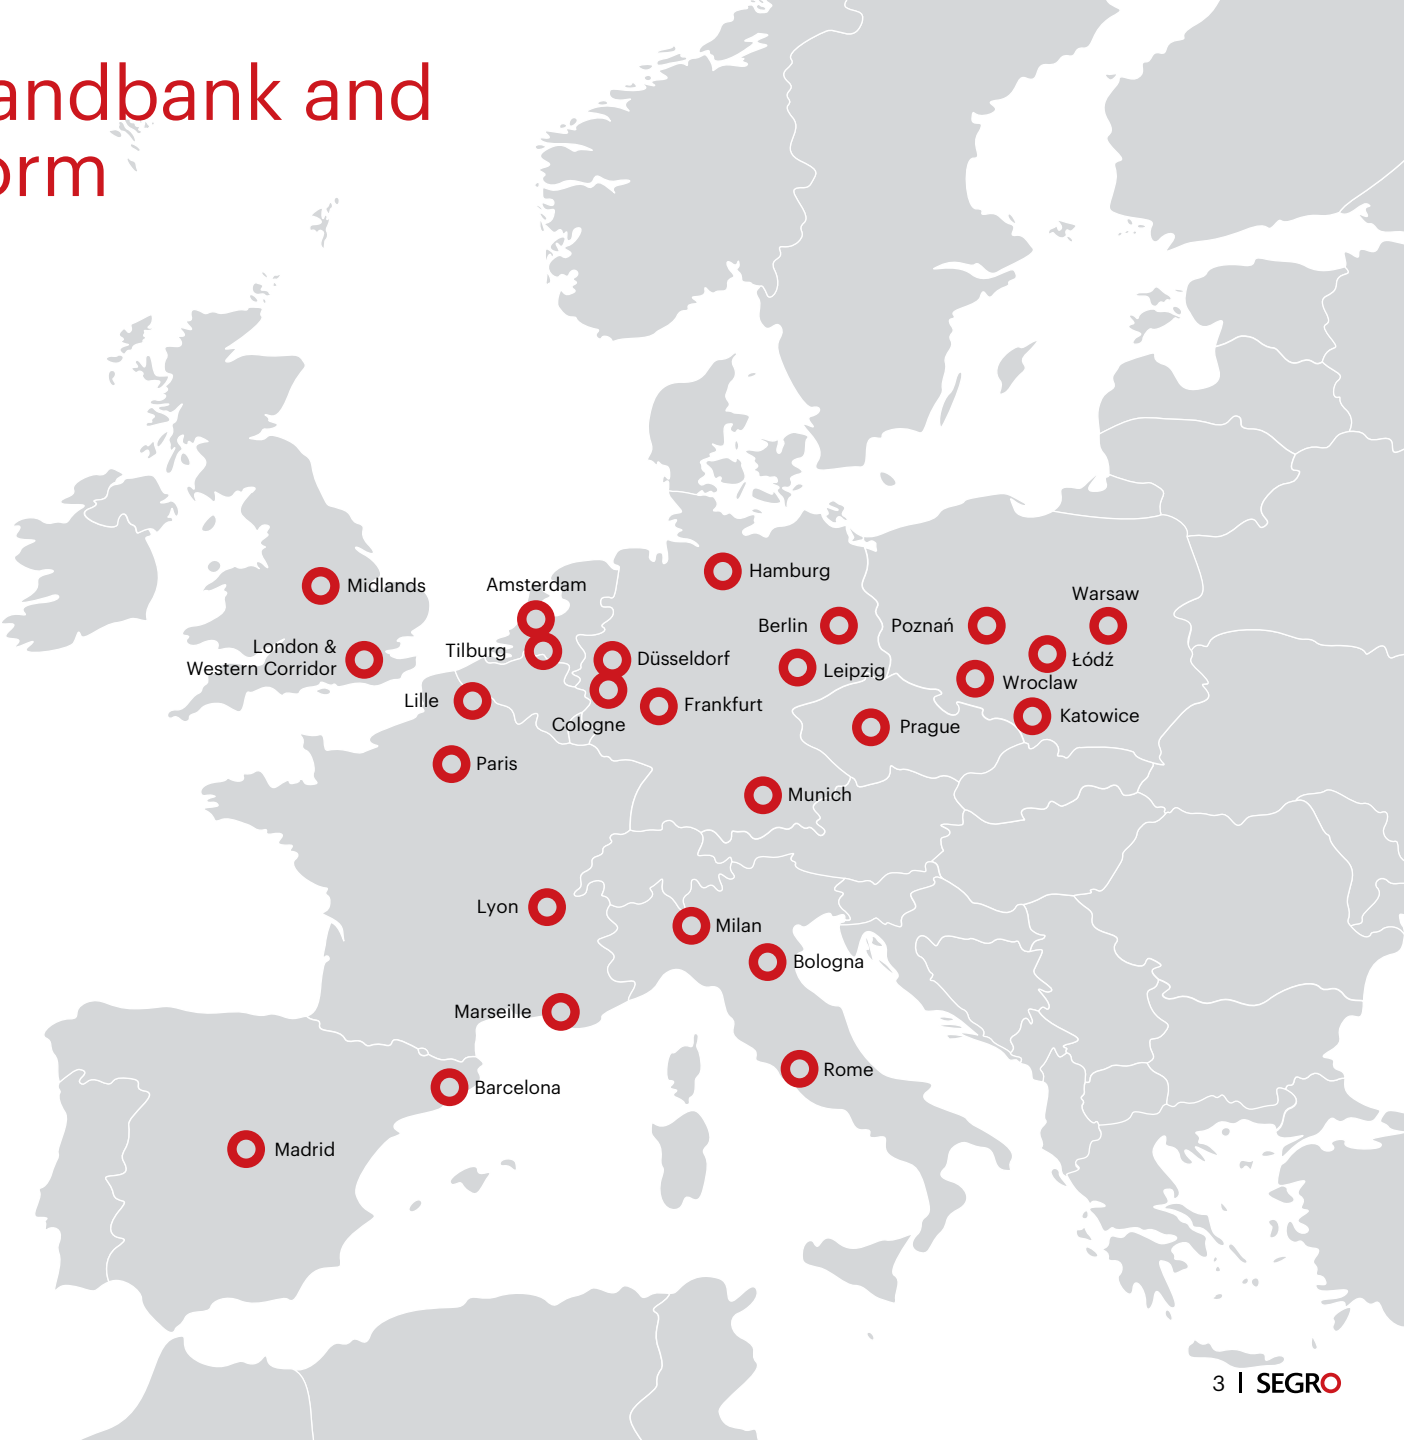 andbank and
orm
Midlands
London &
Western Corridor
Amsterdam
Tilburg
Lille
Paris
Hamburg
Berlin
Düsseldorf
Cologne
Frankfurt
Leipzig
Poznań
Warsaw
Łódź
Wroclaw
Katowice
Prague
Munich
Lyon
Milan
Bologna
Marseille
Rome
Barcelona
Madrid
3 | SEGRO